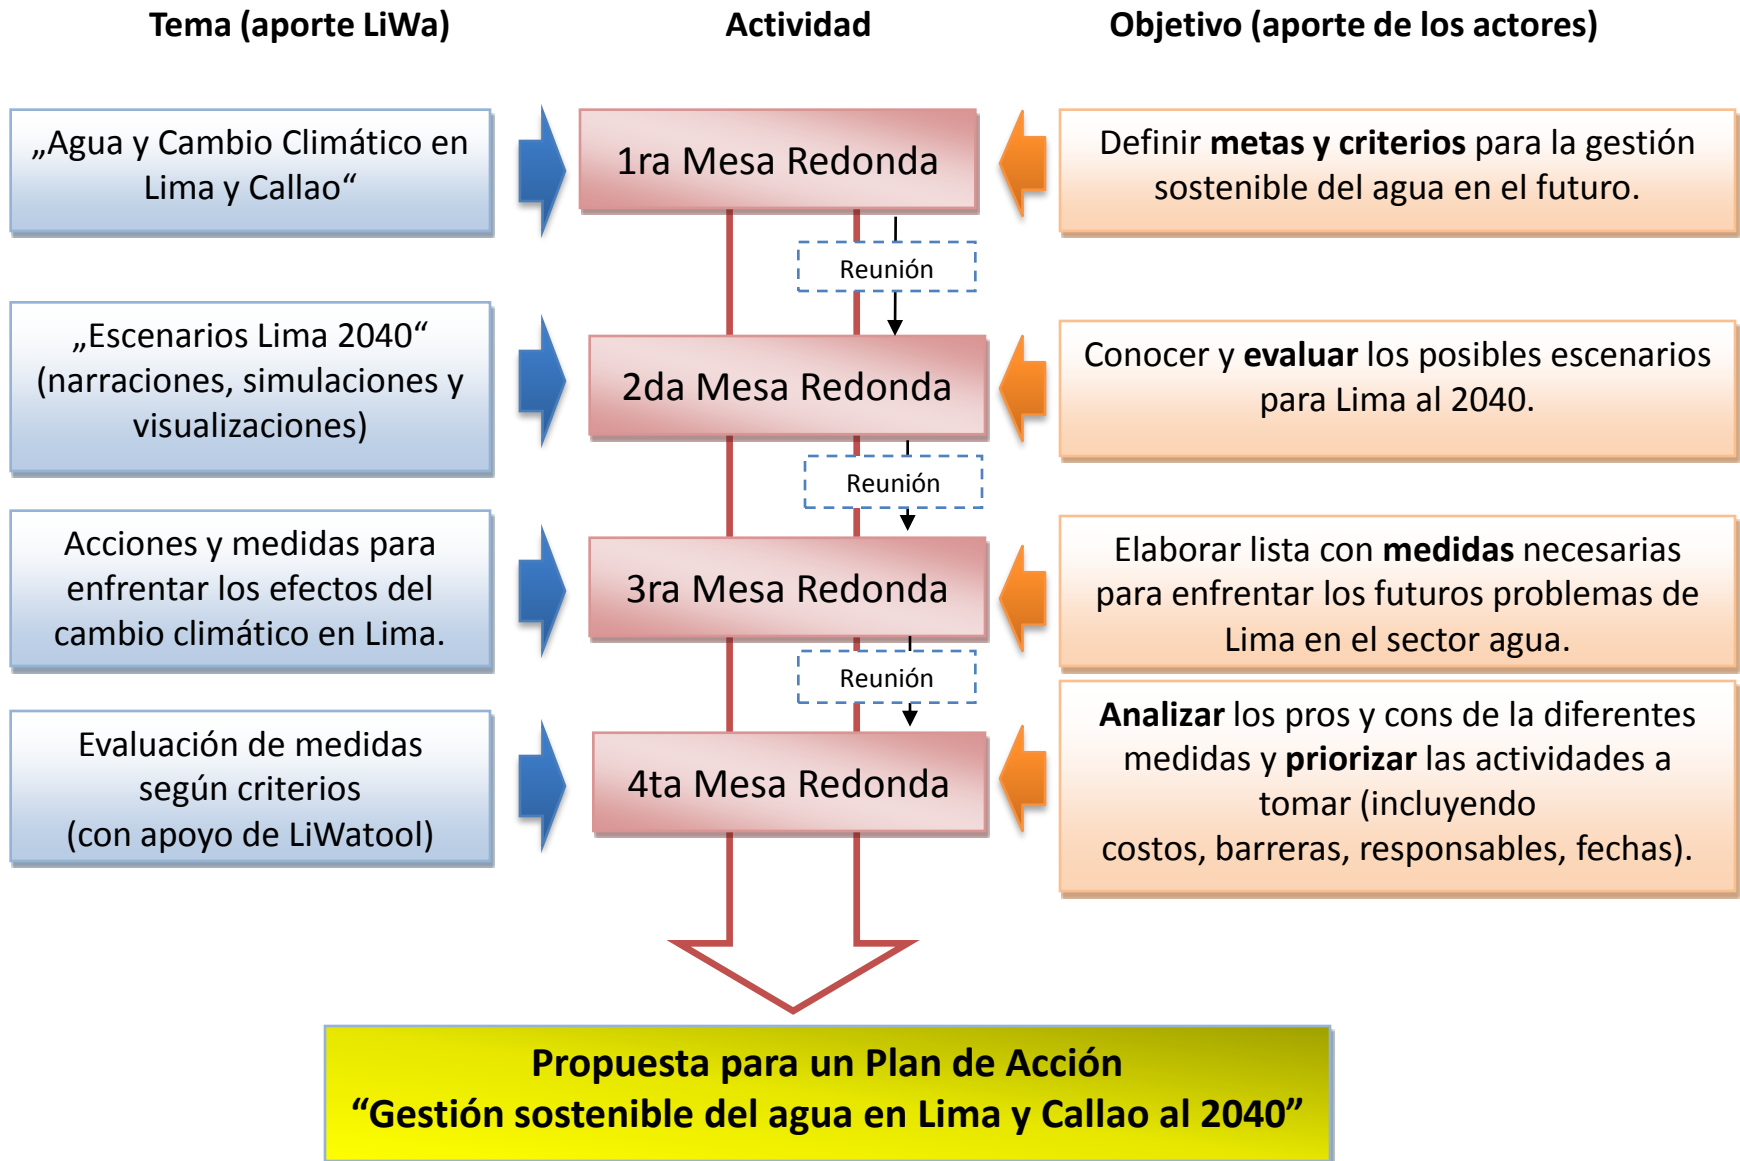 Tema (aporte LiWa)
Actividad
Objetivo (aporte de los actores)
„Agua y Cambio Climático en
Lima y Callao“
1ra Mesa Redonda
Definir metas y criterios para la gestión
sostenible del agua en el futuro.
Reunión
„Escenarios Lima 2040“
(narraciones, simulaciones y
visualizaciones)
2da Mesa Redonda
Conocer y evaluar los posibles escenarios
para Lima al 2040.
Reunión
Acciones y medidas para
enfrentar los efectos del
cambio climático en Lima.
3ra Mesa Redonda
Elaborar lista con medidas necesarias
para enfrentar los futuros problemas de
Lima en el sector agua.
Reunión
Evaluación de medidas
según criterios
(con apoyo de LiWatool)
4ta Mesa Redonda
Analizar los pros y cons de la diferentes
medidas y priorizar las actividades a
tomar (incluyendo
costos, barreras, responsables, fechas).
Propuesta para un Plan de Acción
“Gestión sostenible del agua en Lima y Callao al 2040”